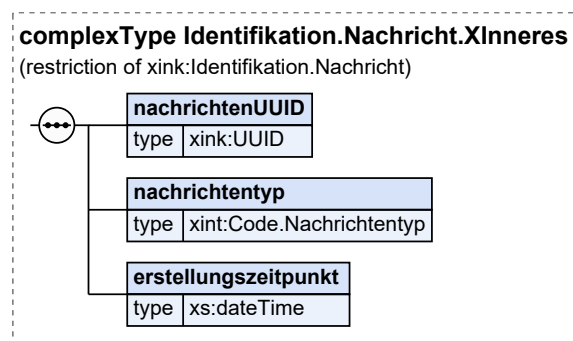 complexType Identifikation.Nachricht.XInneres
(restriction of xink:Identifikation.Nachricht)
nachrichtenUUID
type xink:UUID
nachrichtentyp
type xint:Code.Nachrichtentyp
erstellungszeitpunkt
type xs:dateTime